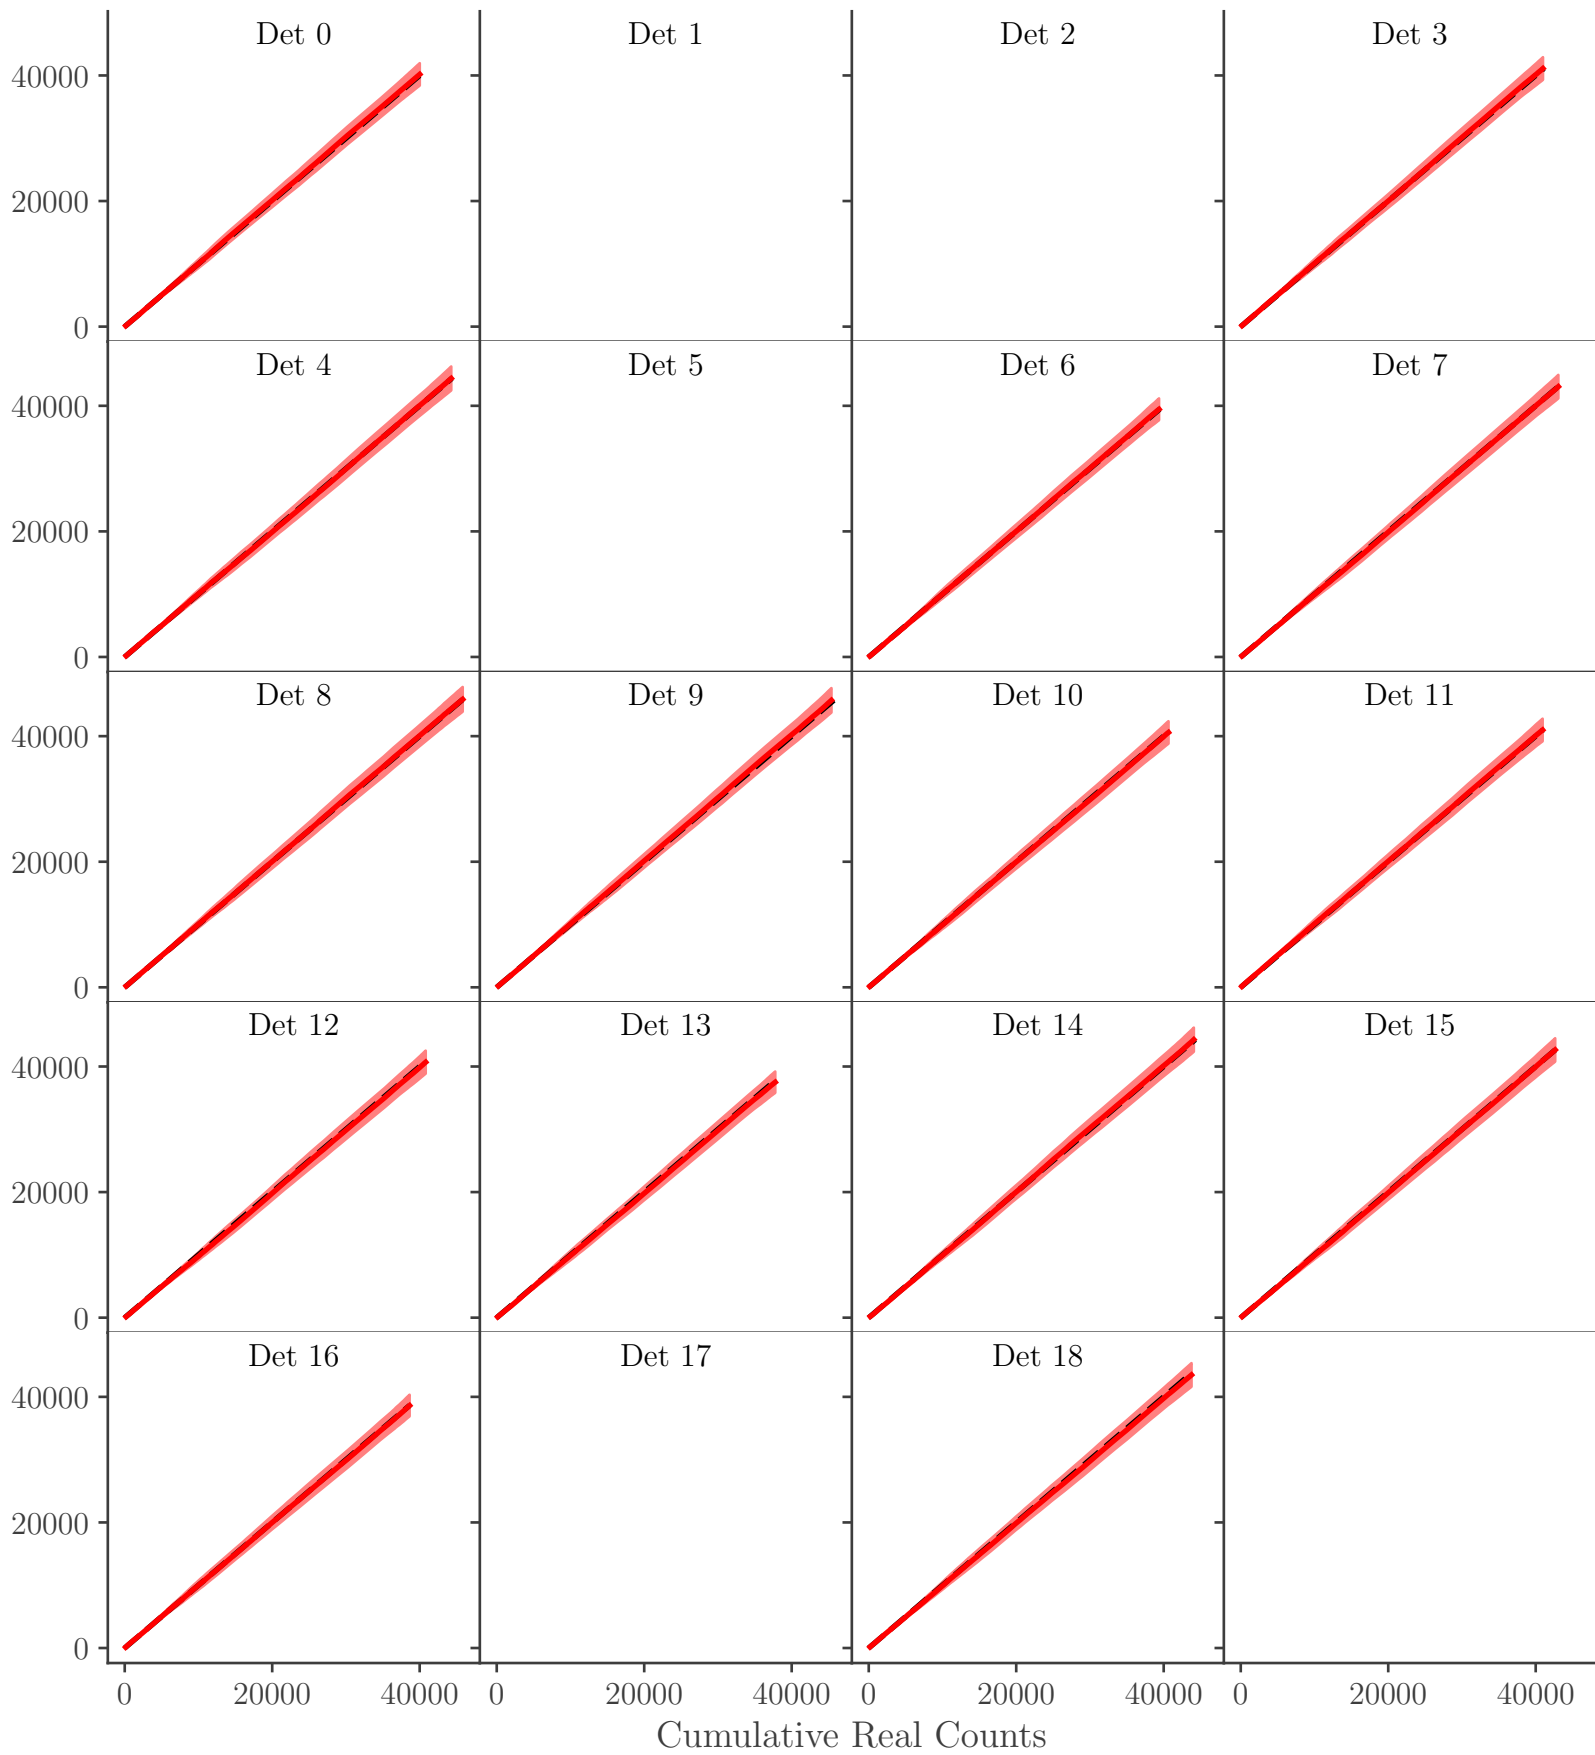 Det 0 Det 1 Det 2 Det 3
40000
20000
0
Det 4 Det 5 Det 6 Det 7
40000
20000
0
Det 8 Det 9 Det 10 Det 11
40000
20000
0
Det 12 Det 13 Det 14 Det 15
40000
20000
0
Det 16 Det 17 Det 18
40000
20000
0
0 20000 40000 0 20000 40000 0 20000 40000 0 20000 40000
Cumulative Real Counts